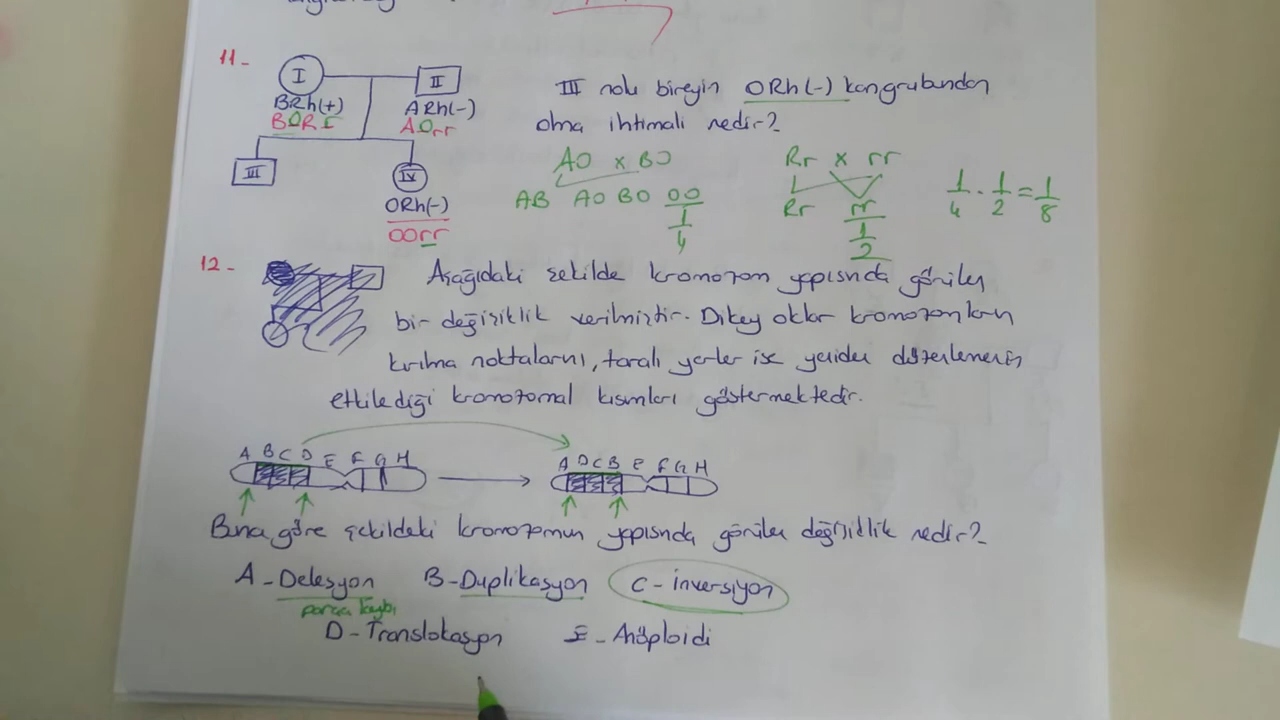 11-
I
II
BRh(+)
ARh(-)
BORr
AOrr
III
IV
ORh(-)
OOrr
III nolu bireyin ORh(-) kangrubundan
olma ihtimali nedir?
AO x BO
AB AO BO OO
1/4
Rr x rr
Rr rr
1/2
1/4 . 1/2 = 1/8
12-
Aşağıdaki şekilde kromozom yapısında görülen
bir değişiklik verilmiştir. Dikey oklar kromozomların
kırılma noktalarını, taralı yerler ise yeniden düzenlemenin
etkilediği kromozomal kısımları göstermektedir.
A B C D E F G H
A D C B E F G H
Buna göre şekildeki kromozomun yapısında görülen değişiklik nedir?
A - Delesyon B - Duplikasyon C - inversiyon
parça kaybı
D - Translokasyon E - Anöploidi